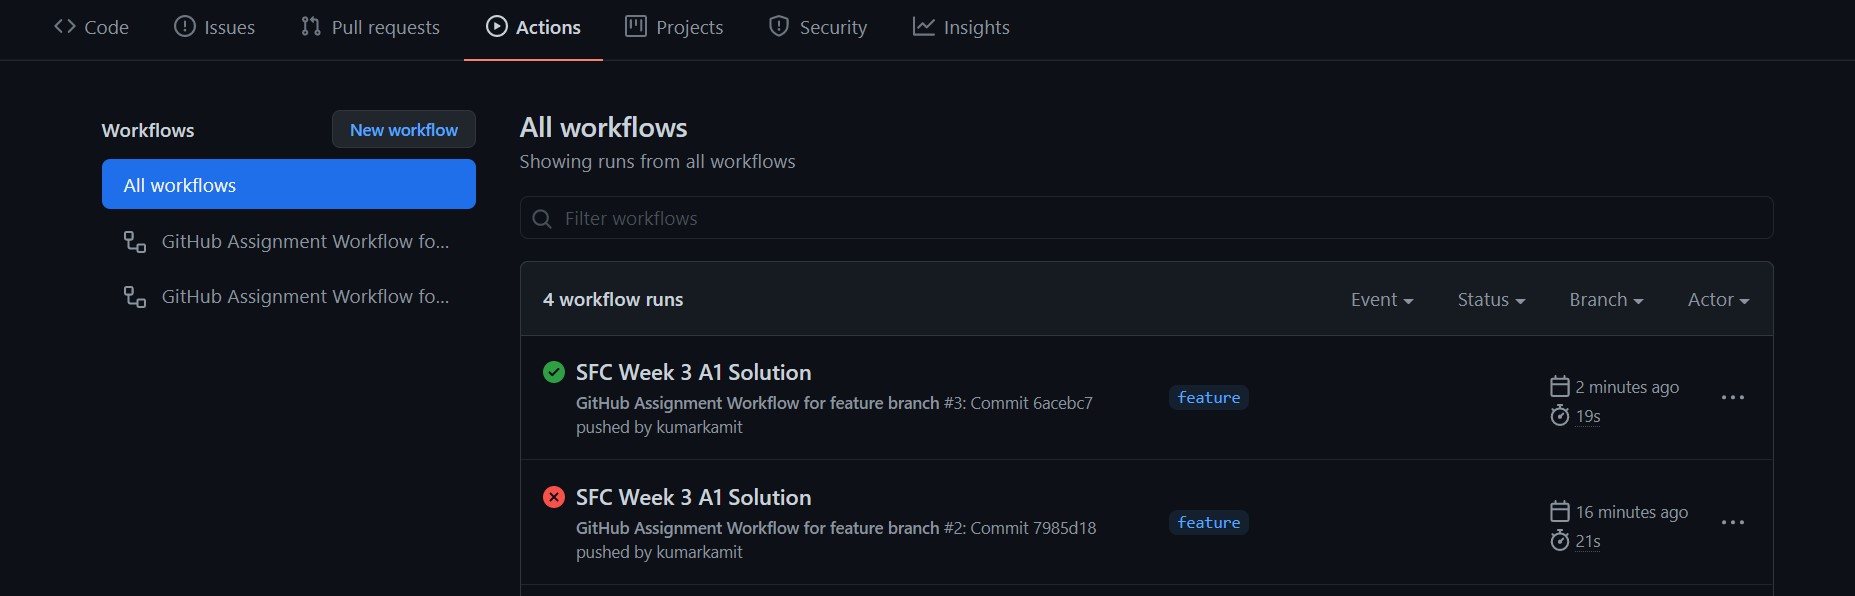 Code Issues Pull requests Actions Projects Security Insights
Workflows
New workflow
All workflows
GitHub Assignment Workflow fo...
GitHub Assignment Workflow fo...
All workflows
Showing runs from all workflows
Filter workflows
4 workflow runs
Event Status Branch Actor
SFC Week 3 A1 Solution
GitHub Assignment Workflow for feature branch #3: Commit 6acebc7
pushed by kumarkamit
feature
2 minutes ago
19s
SFC Week 3 A1 Solution
GitHub Assignment Workflow for feature branch #2: Commit 7985d18
pushed by kumarkamit
feature
16 minutes ago
21s